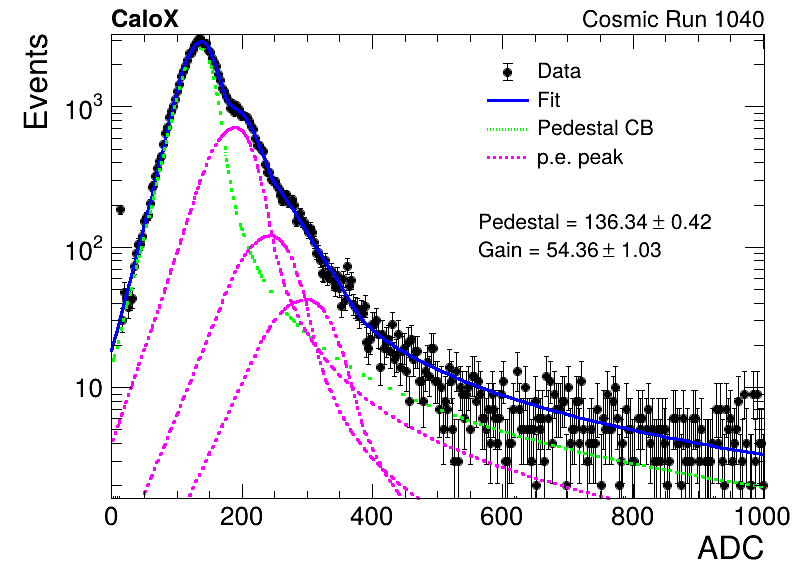 CaloX Cosmic Run 1040
Events
Data
Fit
Pedestal CB
p.e. peak
Pedestal = 136.34 ± 0.42
Gain = 54.36 ± 1.03
10³
10²
10
0 200 400 600 800 1000
ADC